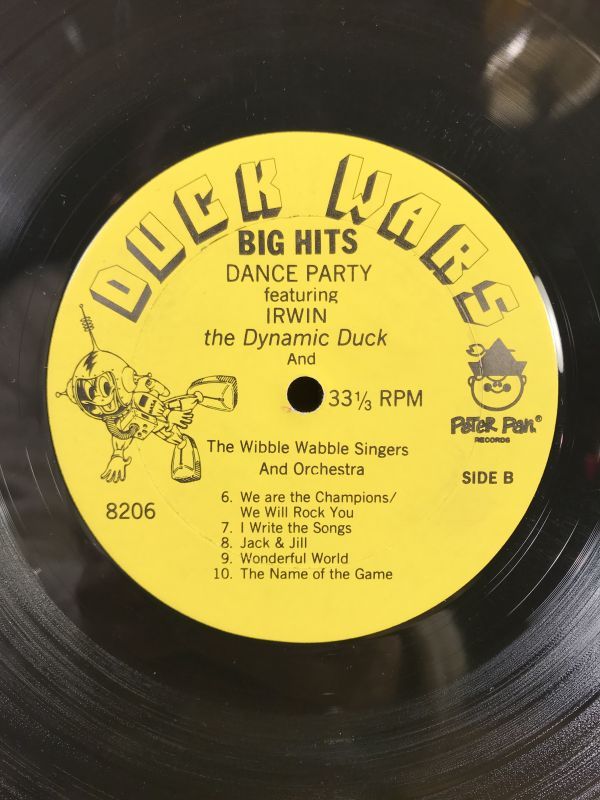 DUCK WARS
BIG HITS
DANCE PARTY
featuring
IRWIN
the Dynamic Duck
And
33⅓ RPM
PETER PAN®
RECORDS
The Wibble Wabble Singers
And Orchestra
SIDE B
8206
6. We are the Champions/
We Will Rock You
7. I Write the Songs
8. Jack & Jill
9. Wonderful World
10. The Name of the Game